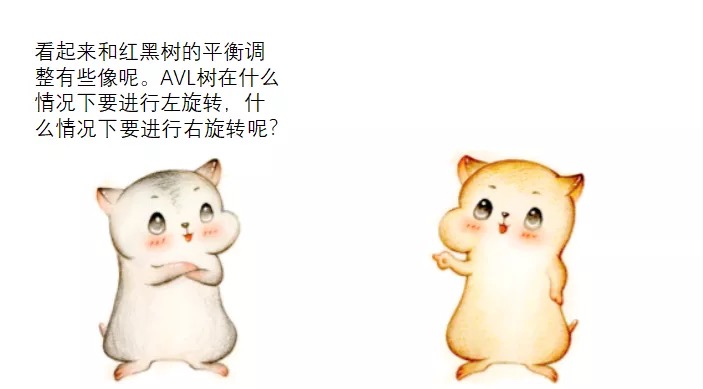 看起来和红黑树的平衡调
整有些像呢。AVL树在什么
情况下要进行左旋转，什
么情况下要进行右旋转呢？